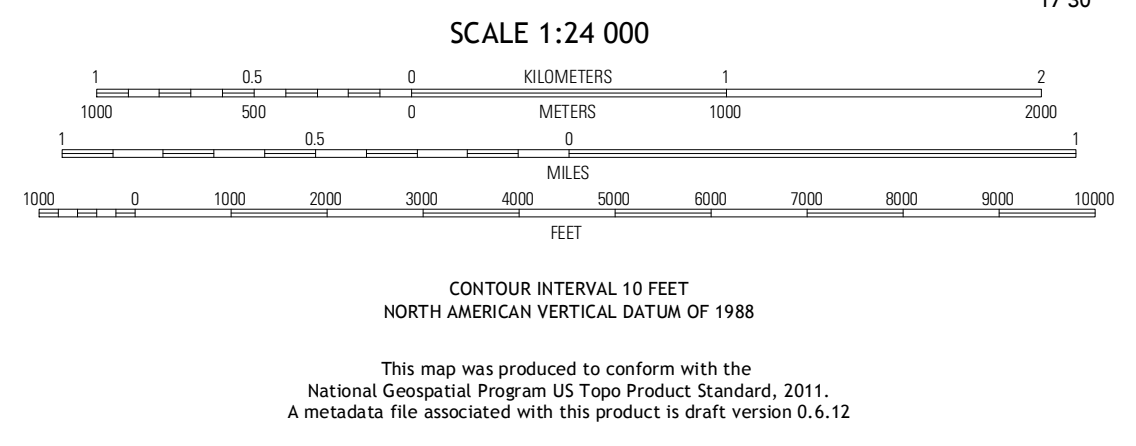 SCALE 1:24 000
1 0.5 0 KILOMETERS 1 2
1000 500 0 METERS 1000 2000
1 0.5 0 1
MILES
1000 0 1000 2000 3000 4000 5000 6000 7000 8000 9000 10000
FEET
CONTOUR INTERVAL 10 FEET
NORTH AMERICAN VERTICAL DATUM OF 1988
This map was produced to conform with the
National Geospatial Program US Topo Product Standard, 2011.
A metadata file associated with this product is draft version 0.6.12